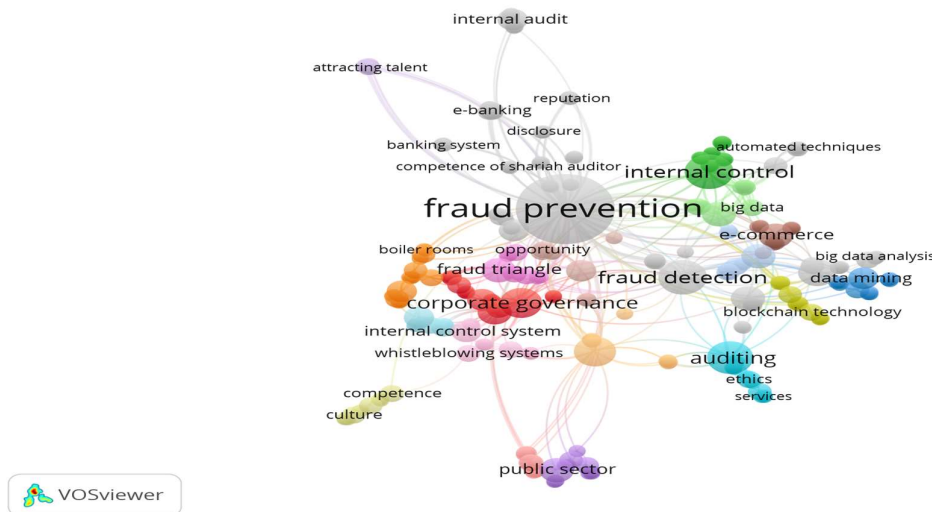 internal audit
attracting talent
reputation
e-banking
disclosure
banking system
automated techniques
competence of shariah auditor
internal control
fraud prevention
big data
e-commerce
boiler rooms
opportunity
big data analysis
fraud triangle
fraud detection
data mining
corporate governance
blockchain technology
internal control system
whistleblowing systems
auditing
ethics
competence
services
culture
public sector
VOSviewer